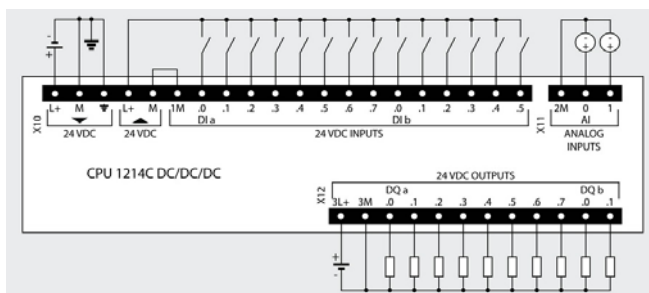 L+ M L+ M 1M .0 .1 .2 .3 .4 .5 .6 .7 .0 .1 .2 .3 .4 .5 2M 0 1
X10
24 VDC 24 VDC DI a 24 VDC INPUTS DI b
X11
AI
ANALOG
INPUTS
CPU 1214C DC/DC/DC
24 VDC OUTPUTS
X12
DQ a DQ b
3L+ 3M .0 .1 .2 .3 .4 .5 .6 .7 .0 .1